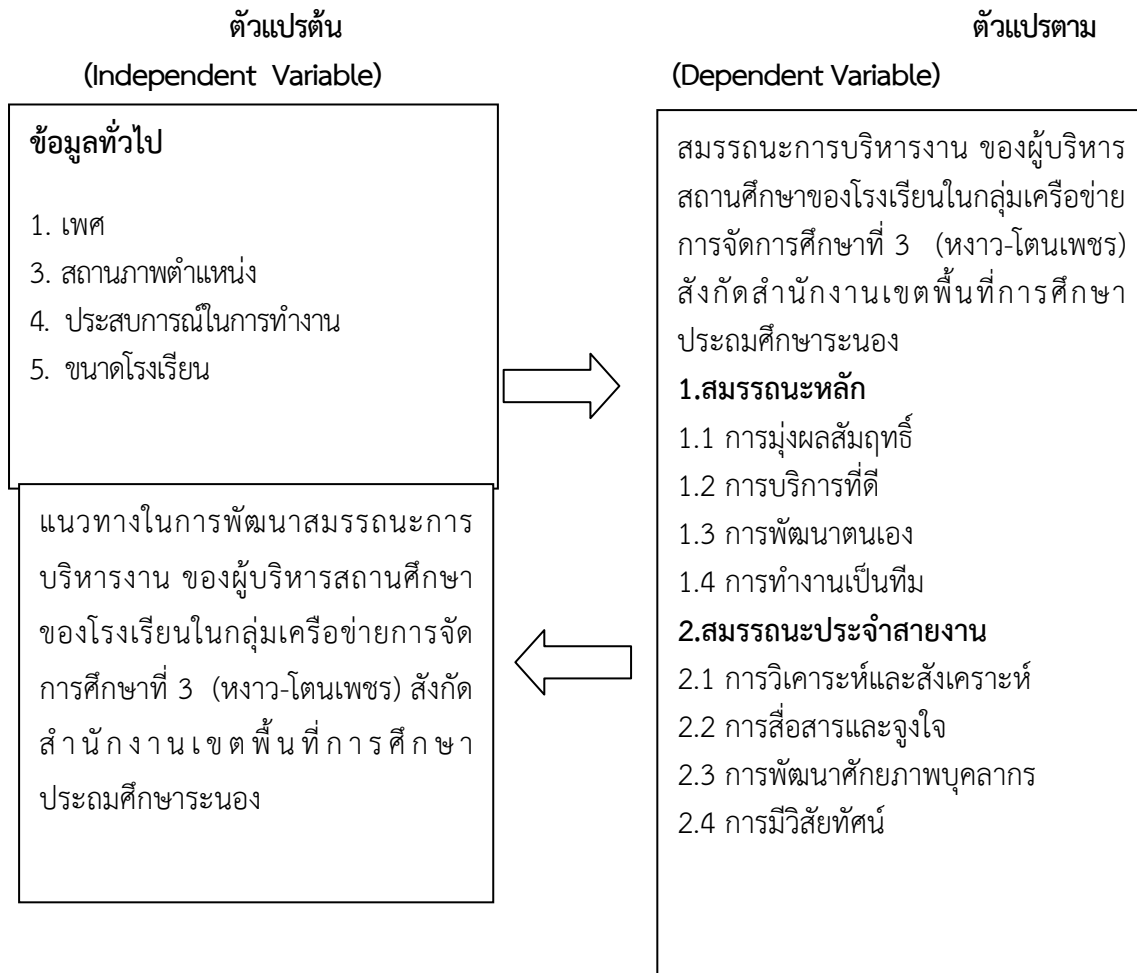 ตัวแปรต้น
(Independent Variable)
ข้อมูลทั่วไป
1. เพศ
3. สถานภาพตำแหน่ง
4. ประสบการณ์ในการทำงาน
5. ขนาดโรงเรียน
แนวทางในการพัฒนาสมรรถนะการ
บริหารงาน ของผู้บริหารสถานศึกษา
ของโรงเรียนในกลุ่มเครือข่ายการจัด
การศึกษาที่ 3 (หงาว-โตนเพชร) สังกัด
สำนักงานเขตพื้นที่การศึกษา
ประถมศึกษาระนอง
ตัวแปรตาม
(Dependent Variable)
สมรรถนะการบริหารงาน ของผู้บริหาร
สถานศึกษาของโรงเรียนในกลุ่มเครือข่าย
การจัดการศึกษาที่ 3 (หงาว-โตนเพชร)
สังกัดสำนักงานเขตพื้นที่การศึกษา
ประถมศึกษาระนอง
1.สมรรถนะหลัก
1.1 การมุ่งผลสัมฤทธิ์
1.2 การบริการที่ดี
1.3 การพัฒนาตนเอง
1.4 การทำงานเป็นทีม
2.สมรรถนะประจำสายงาน
2.1 การวิเคาระห์และสังเคราะห์
2.2 การสื่อสารและจูงใจ
2.3 การพัฒนาศักยภาพบุคลากร
2.4 การมีวิสัยทัศน์